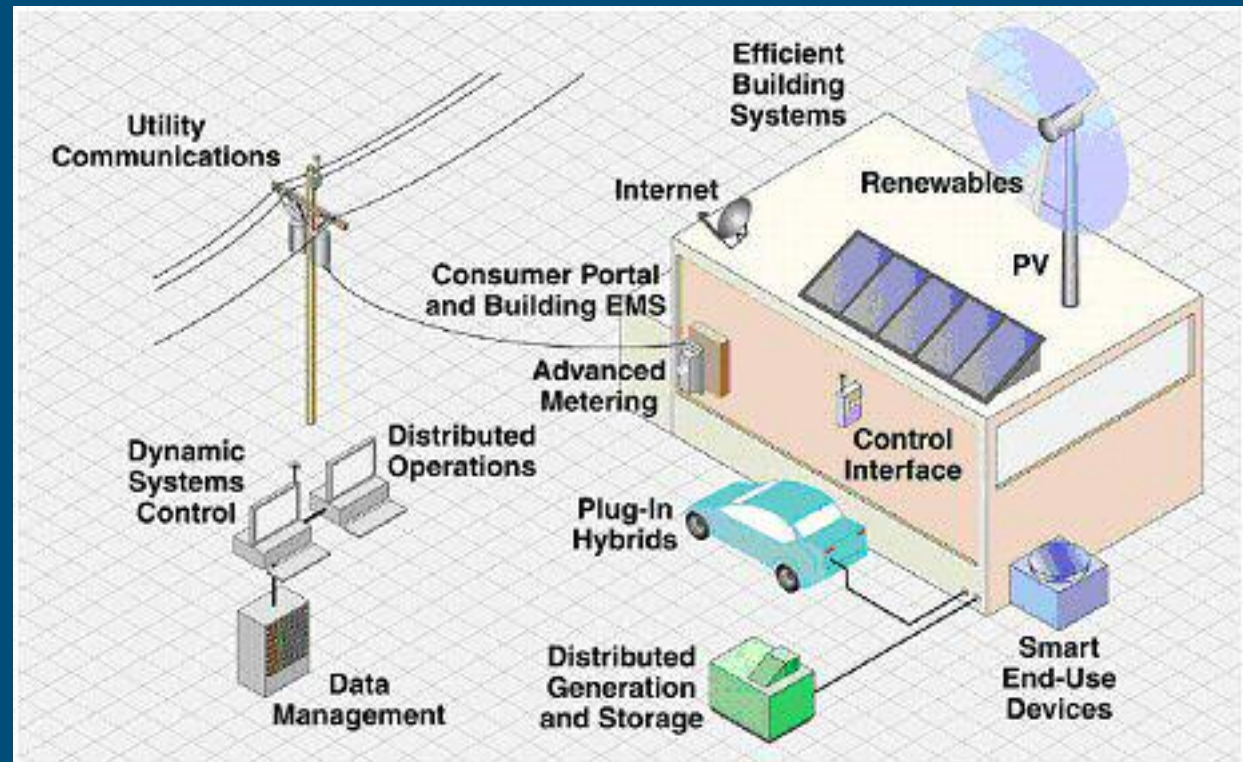 Efficient
Building
Systems
Utility
Communications
Internet
Renewables
PV
Consumer Portal
and Building EMS
Advanced
Metering
Control
Interface
Dynamic
Systems
Control
Distributed
Operations
Plug-In
Hybrids
Data
Management
Distributed
Generation
and Storage
Smart
End-Use
Devices